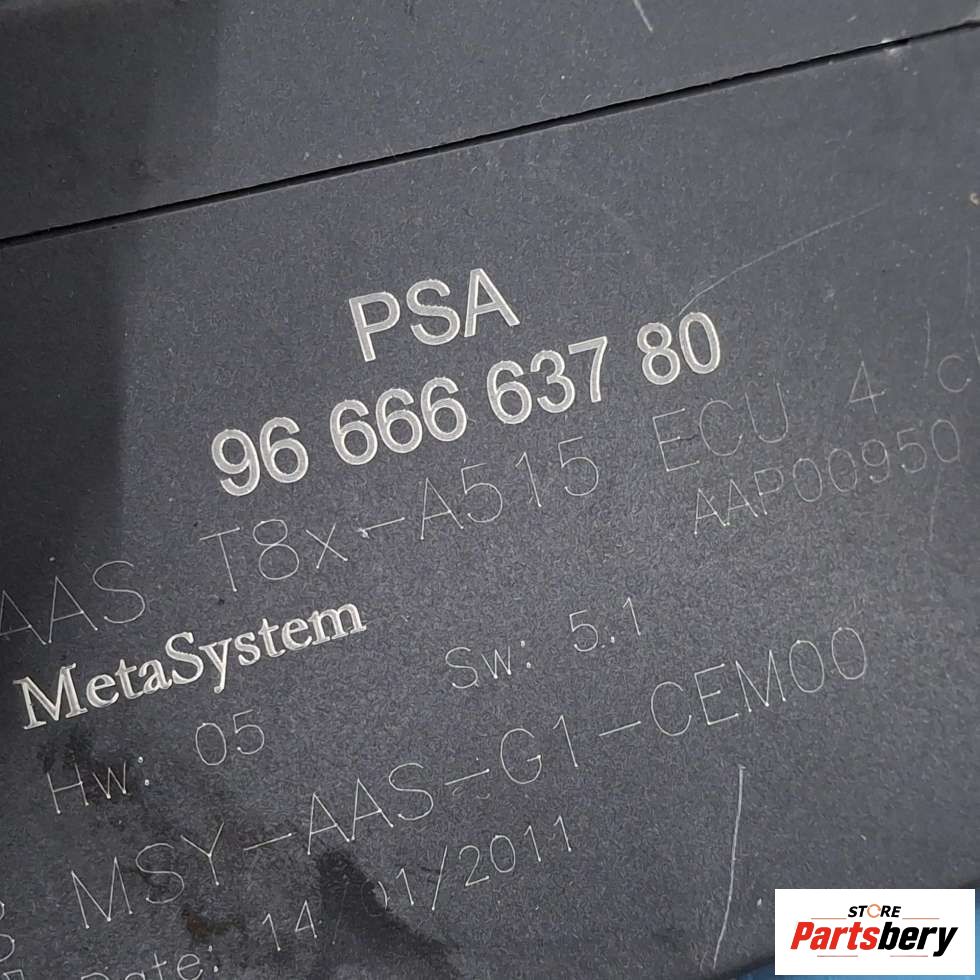 PSA
96 666 637 80
AAS T8x-A515 ECU 4 C
AAP00950
MetaSystem
Hw: 05 Sw: 5.1
MSY-AAS-G1-CEM00
Date: 14/01/2011
STORE
Partsbery